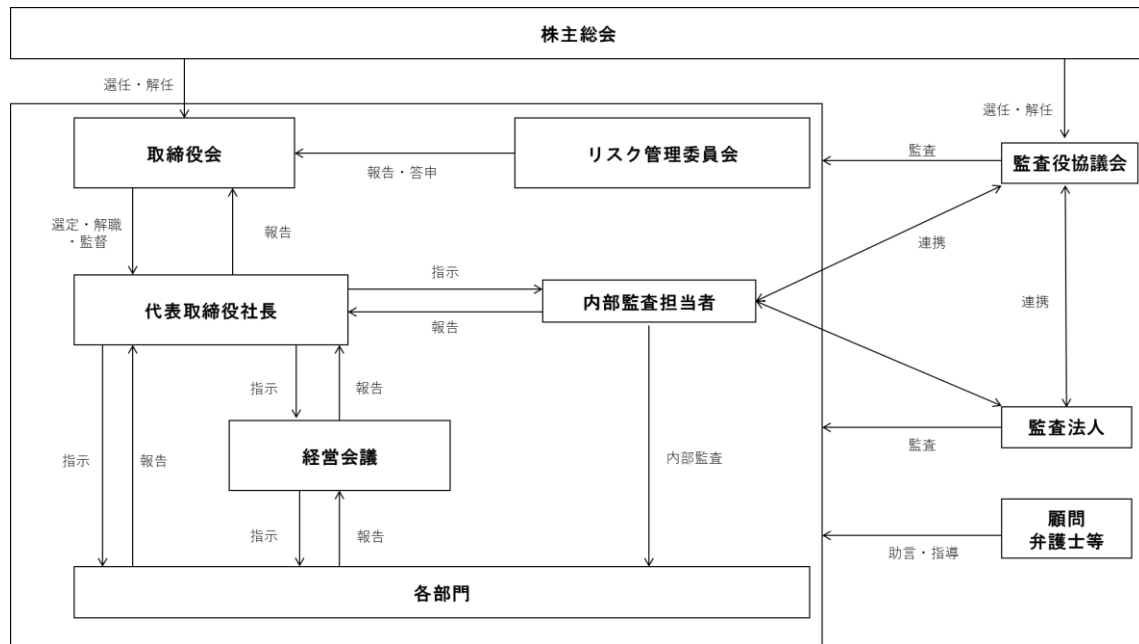 株主総会
選任・解任
選任・解任
取締役会
リスク管理委員会
監査
監査役協議会
報告・答申
選定・解職
・監督
報告
連携
指示
代表取締役社長
内部監査担当者
報告
連携
指示
報告
監査法人
経営会議
監査
指示
報告
内部監査
顧問
弁護士等
指示
報告
助言・指導
各部門